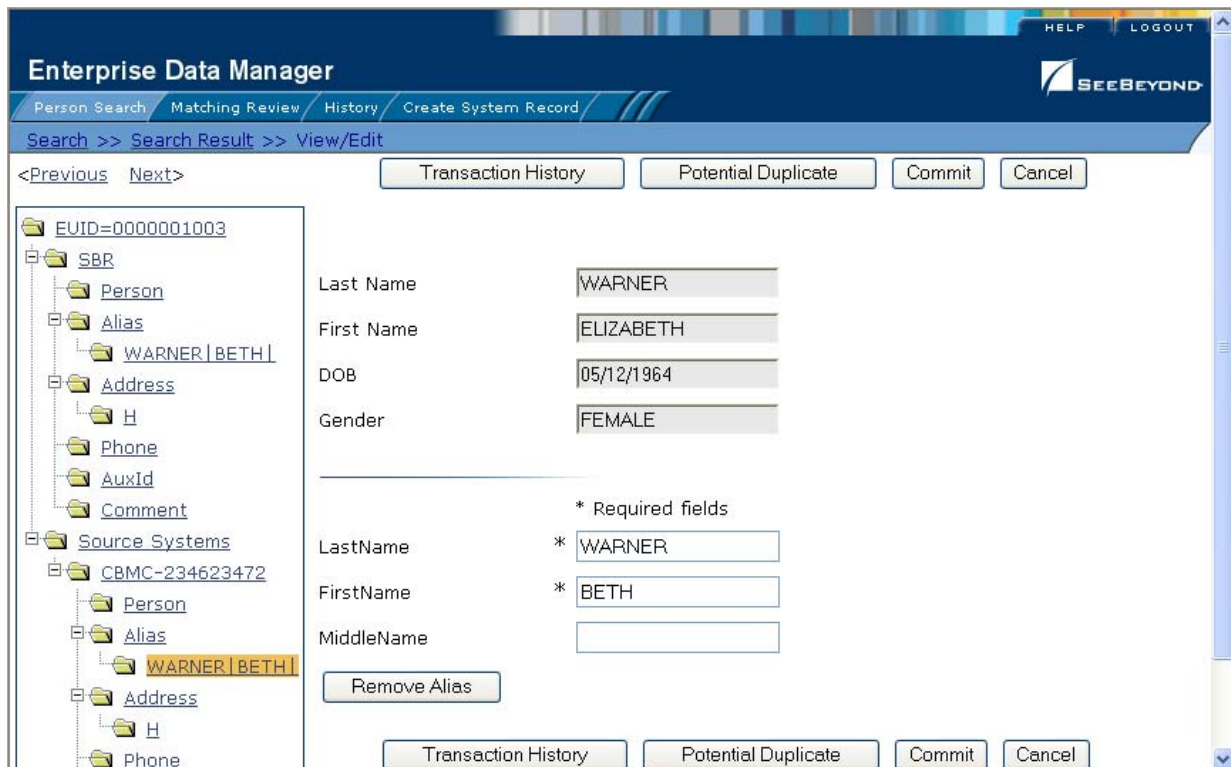 HELP LOGOUT
Enterprise Data Manager
SEEBEYOND
Person Search Matching Review History Create System Record
Search >> Search Result >> View/Edit
<Previous Next> Transaction History Potential Duplicate Commit Cancel
EUID=0000001003
SBR
Person
Alias
WARNER|BETH|
Address
H
Phone
AuxId
Comment
Source Systems
CBMC-234623472
Person
Alias
WARNER|BETH|
Address
H
Phone
Last Name WARNER
First Name ELIZABETH
DOB 05/12/1964
Gender FEMALE
* Required fields
LastName * WARNER
FirstName * BETH
MiddleName
Remove Alias
Transaction History Potential Duplicate Commit Cancel